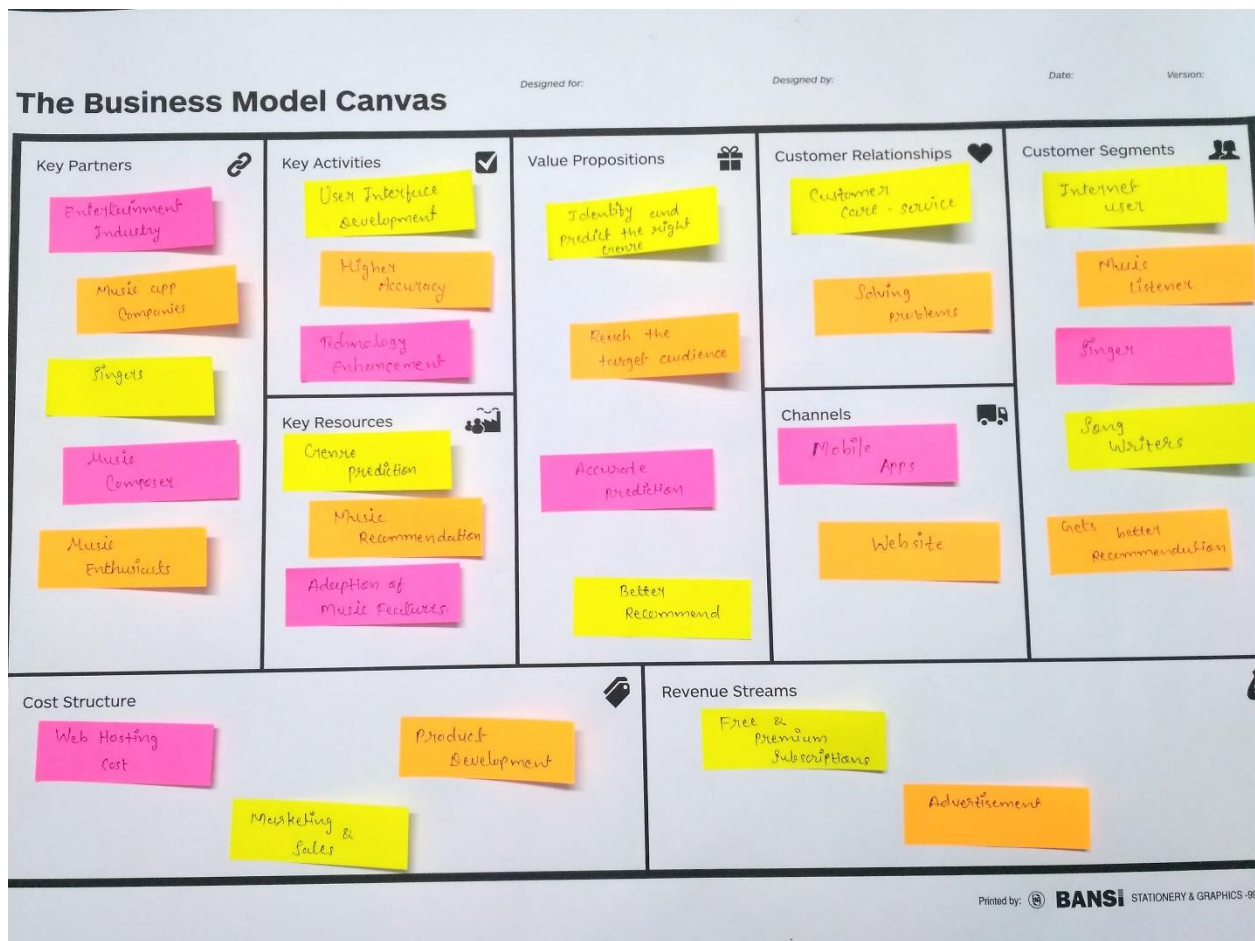 Designed for:
Designed by:
Date:
Version:
The Business Model Canvas
Key Partners
Entertainment
Industry
Music app
Companies
Singers
Music
Composer
Music
Enthusiasts
Key Activities
User Interface
Development
Higher
Accuracy
Technology
Enhancement
Key Resources
Genre
prediction
Music
Recommendation
Adaption of
Music Features.
Value Propositions
Identity and
predict the right
Genre
Reach the
target audience
Accurate
prediction
Better
Recommend
Customer Relationships
Customer
care - service
Solving
problems
Channels
Mobile
Apps
Website
Customer Segments
Internet
user
Music
Listener
Singer
Song
Writers
Gets better
Recommendation
Cost Structure
Web Hosting
Cost
Product
Development
Marketing
&
Sales
Revenue Streams
Free &
Premium
Subscriptions
Advertisement
Printed by: BANSi STATIONERY & GRAPHICS